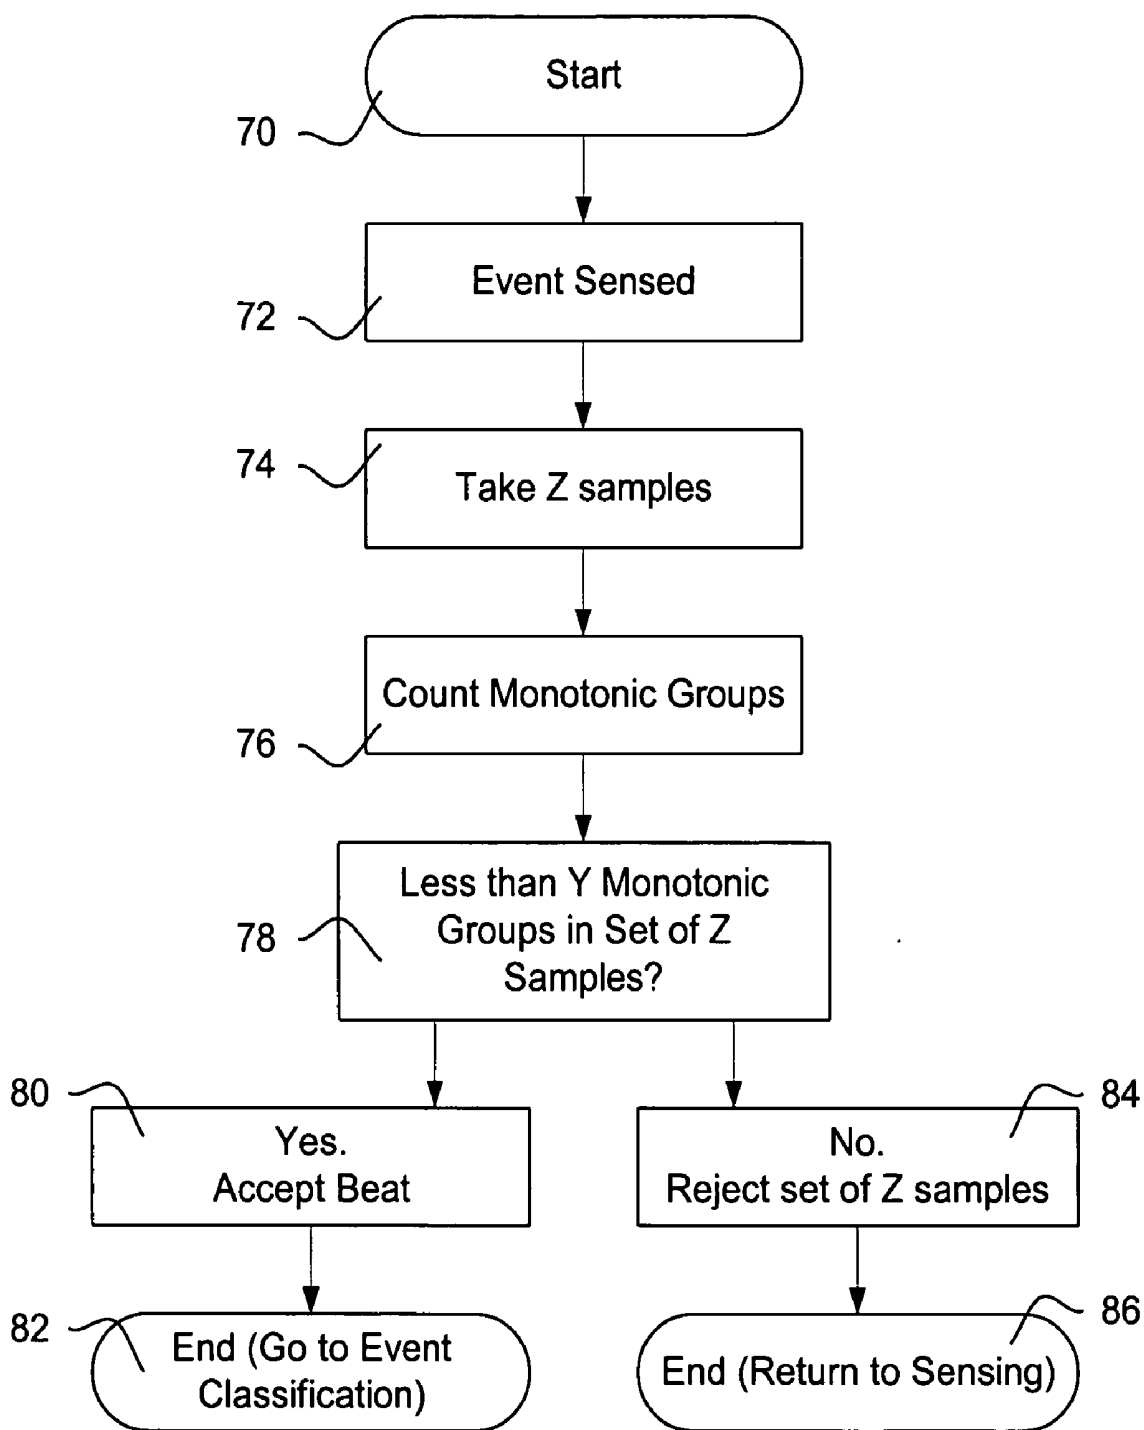 Start
70
Event Sensed
72
74
Take Z samples
Count Monotonic Groups
76
Less than Y Monotonic
Groups in Set of Z
Samples?
78
80
Yes.
Accept Beat
84
No.
Reject set of Z samples
82
End (Go to Event
Classification)
86
End (Return to Sensing)